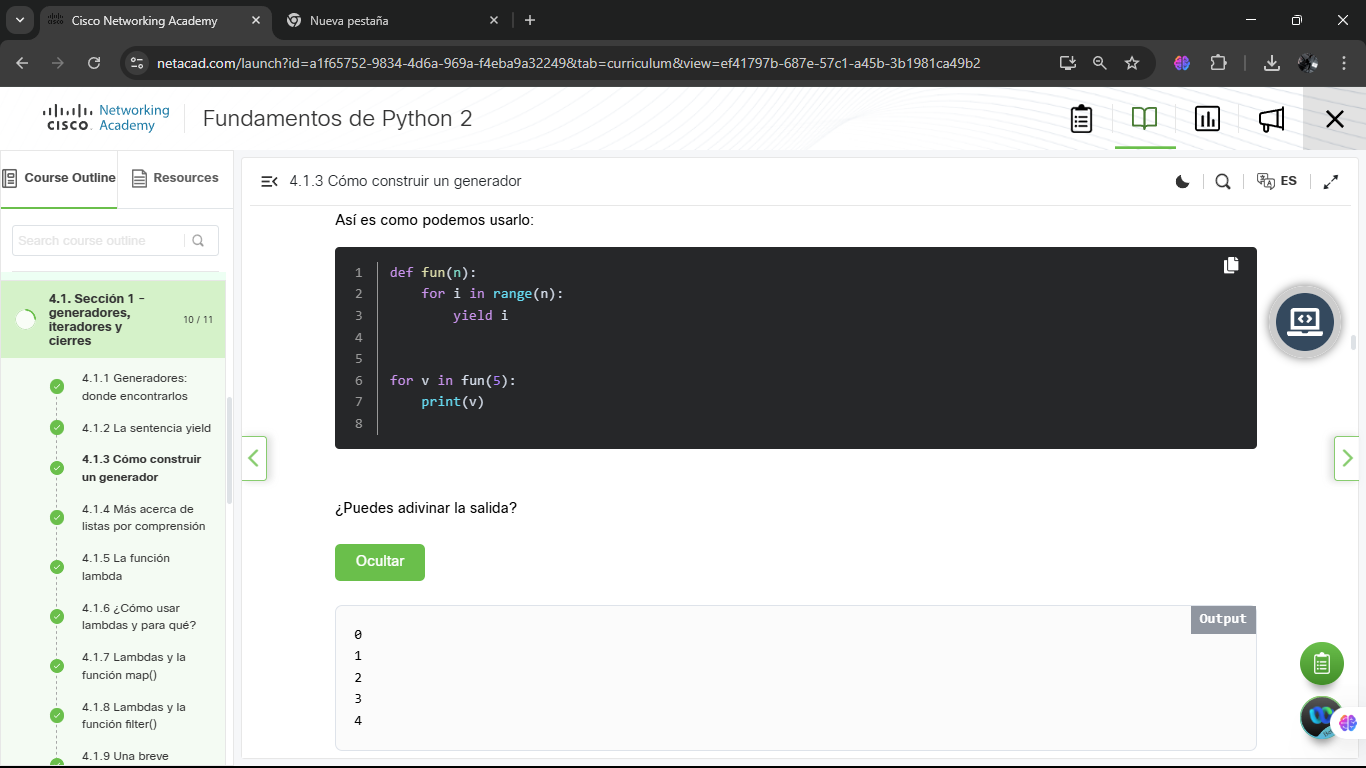 Cisco Networking Academy
Nueva pestaña
netacad.com/launch?id=a1f65752-9834-4d6a-969a-f4eba9a32249&tab=curriculum&view=ef41797b-687e-57c1-a45b-3b1981ca49b2
CISCO Networking Academy
Fundamentos de Python 2
Course Outline
Resources
Search course outline
4.1. Sección 1 -
generadores,
iteradores y
cierres
10 / 11
4.1.1 Generadores:
donde encontrarlos
4.1.2 La sentencia yield
4.1.3 Cómo construir
un generador
4.1.4 Más acerca de
listas por comprensión
4.1.5 La función
lambda
4.1.6 ¿Cómo usar
lambdas y para qué?
4.1.7 Lambdas y la
función map()
4.1.8 Lambdas y la
función filter()
4.1.9 Una breve
4.1.3 Cómo construir un generador
ES
Así es como podemos usarlo:
1 def fun(n):
2     for i in range(n):
3         yield i
4
5
6 for v in fun(5):
7     print(v)
8
¿Puedes adivinar la salida?
Ocultar
Output
0
1
2
3
4